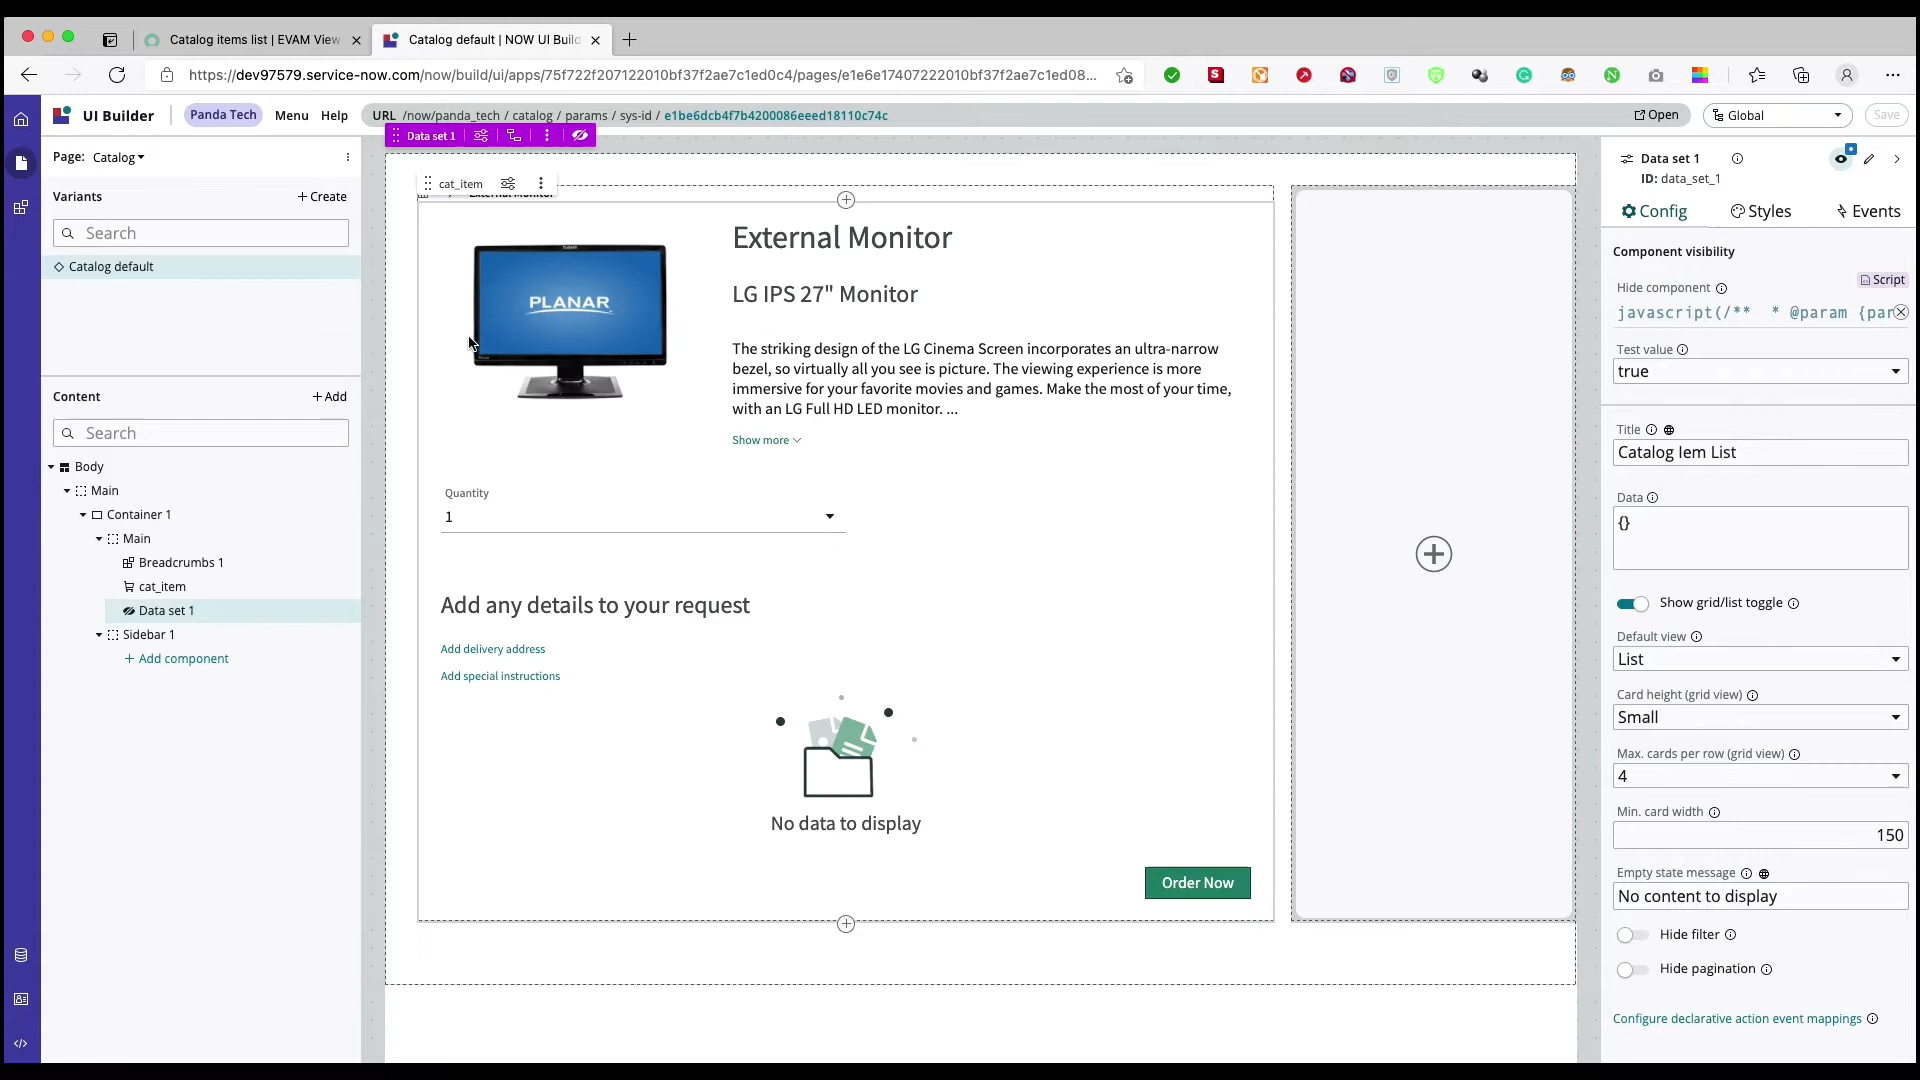 Catalog items list | EVAM View
Catalog default | NOW UI Build
https://dev97579.service-now.com/now/build/ui/apps/75f722f207122010bf37f2ae7c1ed0c4/pages/e1e6e17407222010bf37f2ae7c1ed08...
UI Builder
Panda Tech
Menu
Help
URL /now/panda_tech / catalog / params / sys-id / e1be6dcb4f7b4200086eeed18110c74c
Open
Global
Save
Page: Catalog
Variants
+ Create
Search
Catalog default
Content
+ Add
Search
Body
Main
Container 1
Main
Breadcrumbs 1
cat_item
Data set 1
Sidebar 1
+ Add component
Data set 1
cat_item
External Monitor
External Monitor
PLANAR
LG IPS 27" Monitor
The striking design of the LG Cinema Screen incorporates an ultra-narrow
bezel, so virtually all you see is picture. The viewing experience is more
immersive for your favorite movies and games. Make the most of your time,
with an LG Full HD LED monitor. ...
Show more
Quantity
1
Add any details to your request
Add delivery address
Add special instructions
No data to display
Order Now
Data set 1
ID: data_set_1
Config
Styles
Events
Component visibility
Script
Hide component
javascript(/** * @param {par
Test value
true
Title
Catalog Iem List
Data
{}
Show grid/list toggle
Default view
List
Card height (grid view)
Small
Max. cards per row (grid view)
4
Min. card width
150
Empty state message
No content to display
Hide filter
Hide pagination
Configure declarative action event mappings